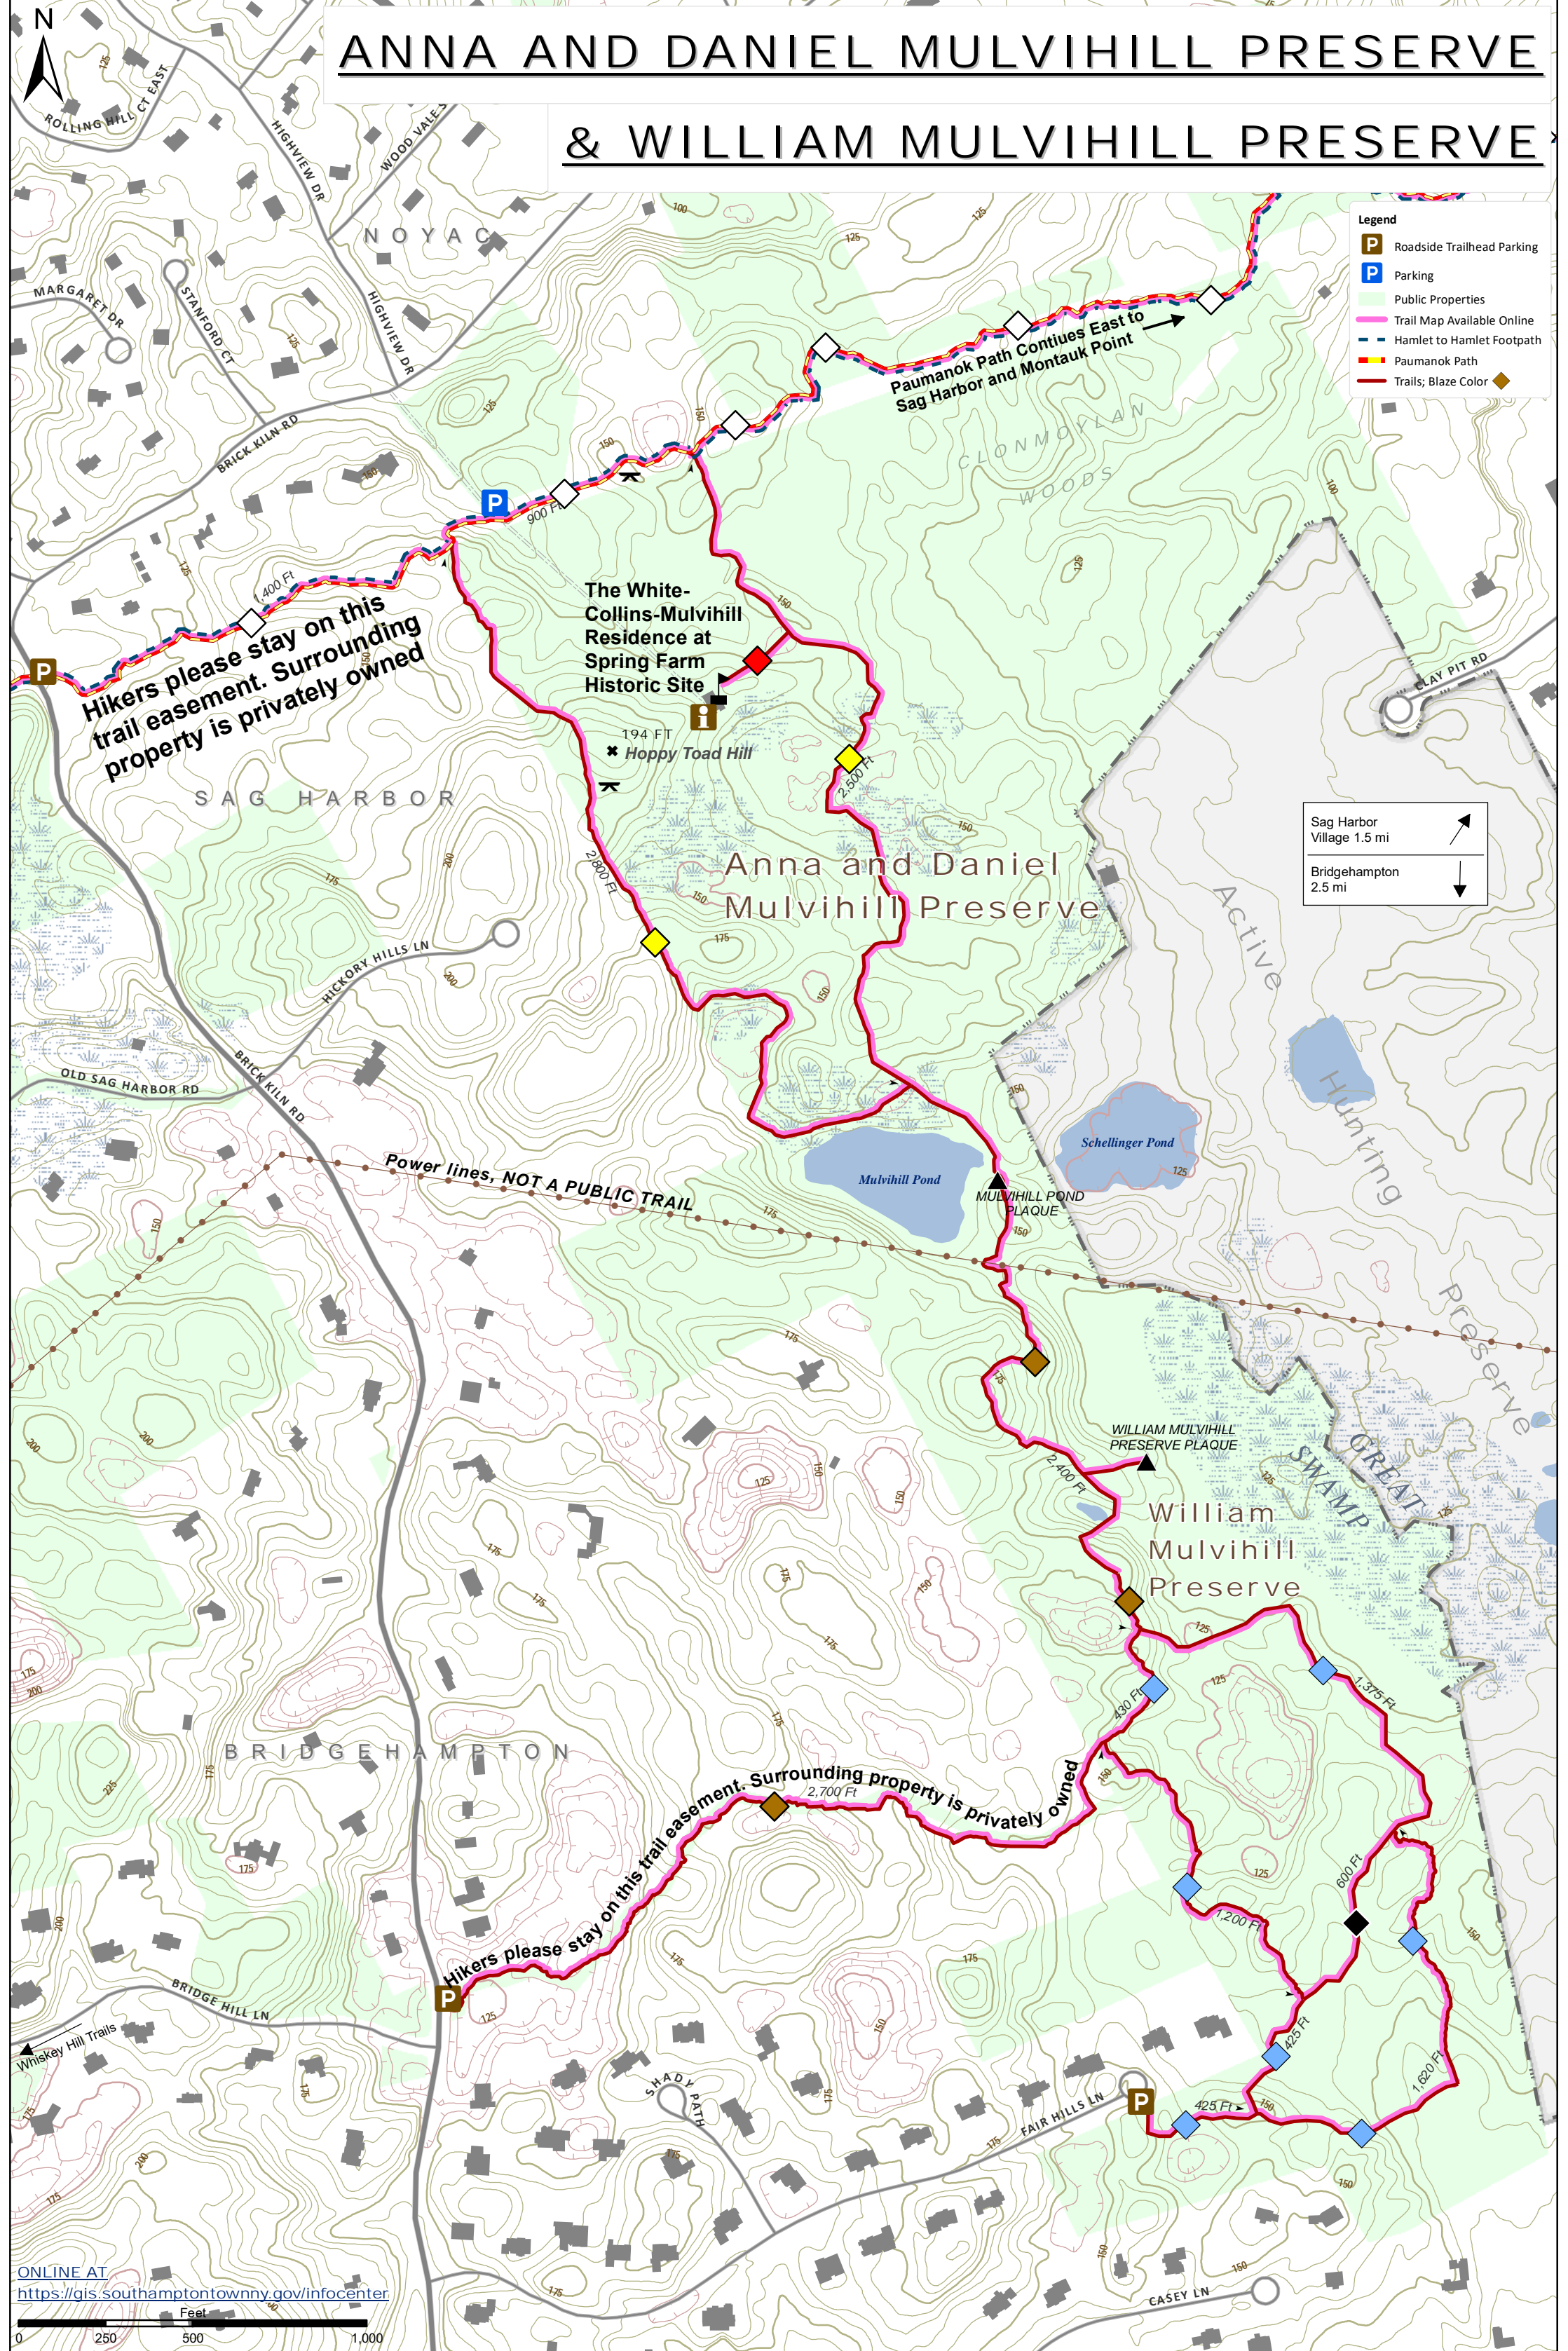 N
ANNA AND DANIEL MULVIHILL PRESERVE
& WILLIAM MULVIHILL PRESERVE
Legend
P Roadside Trailhead Parking
P Parking
Public Properties
Trail Map Available Online
Hamlet to Hamlet Footpath
Paumanok Path
Trails; Blaze Color
ROLLING HILL CT EAST
HIGHVIEW DR
WOOD VALE S
NOYAC
MARGARET DR
STANFORD CT
HIGHVIEW DR
BRICK KILN RD
Paumanok Path Contiues East to
Sag Harbor and Montauk Point
CLONMOYLAN
WOODS
P
900 Ft
1,400 Ft
P
Hikers please stay on this
trail easement. Surrounding
property is privately owned
The White-
Collins-Mulvihill
Residence at
Spring Farm
Historic Site
i
194 FT
Hoppy Toad Hill
2,500 Ft
CLAY PIT RD
SAG HARBOR
Sag Harbor
Village 1.5 mi
Bridgehampton
2.5 mi
2,800 Ft
Anna and Daniel
Mulvihill Preserve
Active
Hunting
Preserve
HICKORY HILLS LN
OLD SAG HARBOR RD
BRICK KILN RD
Schellinger Pond
Mulvihill Pond
Power lines, NOT A PUBLIC TRAIL
MULVIHILL POND
PLAQUE
WILLIAM MULVIHILL
PRESERVE PLAQUE
2,400 Ft
GREAT
SWAMP
William
Mulvihill
Preserve
1,375 Ft
430 Ft
BRIDGEHAMPTON
Hikers please stay on this trail easement. Surrounding property is privately owned
2,700 Ft
600 Ft
1,200 Ft
P
BRIDGE HILL LN
Whiskey Hill Trails
425 Ft
1,620 Ft
SHADY PATH
FAIR HILLS LN
P
425 Ft
CASEY LN
ONLINE AT
https://gis.southamptontownny.gov/infocenter
Feet
0 250 500 1,000